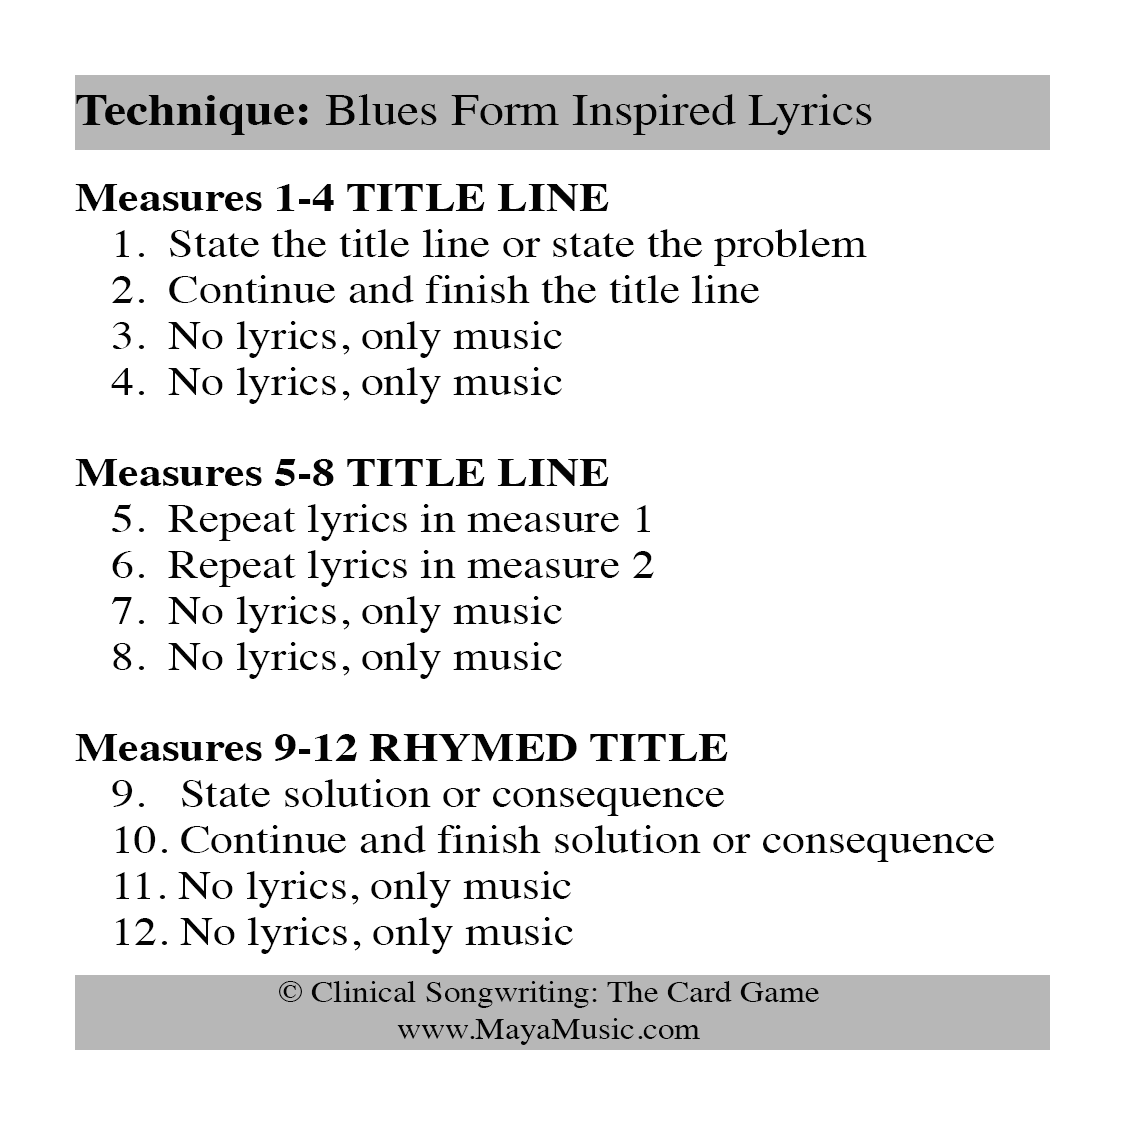 Technique: Blues Form Inspired Lyrics
Measures 1-4 TITLE LINE
1. State the title line or state the problem
2. Continue and finish the title line
3. No lyrics, only music
4. No lyrics, only music
Measures 5-8 TITLE LINE
5. Repeat lyrics in measure 1
6. Repeat lyrics in measure 2
7. No lyrics, only music
8. No lyrics, only music
Measures 9-12 RHYMED TITLE
9. State solution or consequence
10. Continue and finish solution or consequence
11. No lyrics, only music
12. No lyrics, only music
© Clinical Songwriting: The Card Game
www.MayaMusic.com